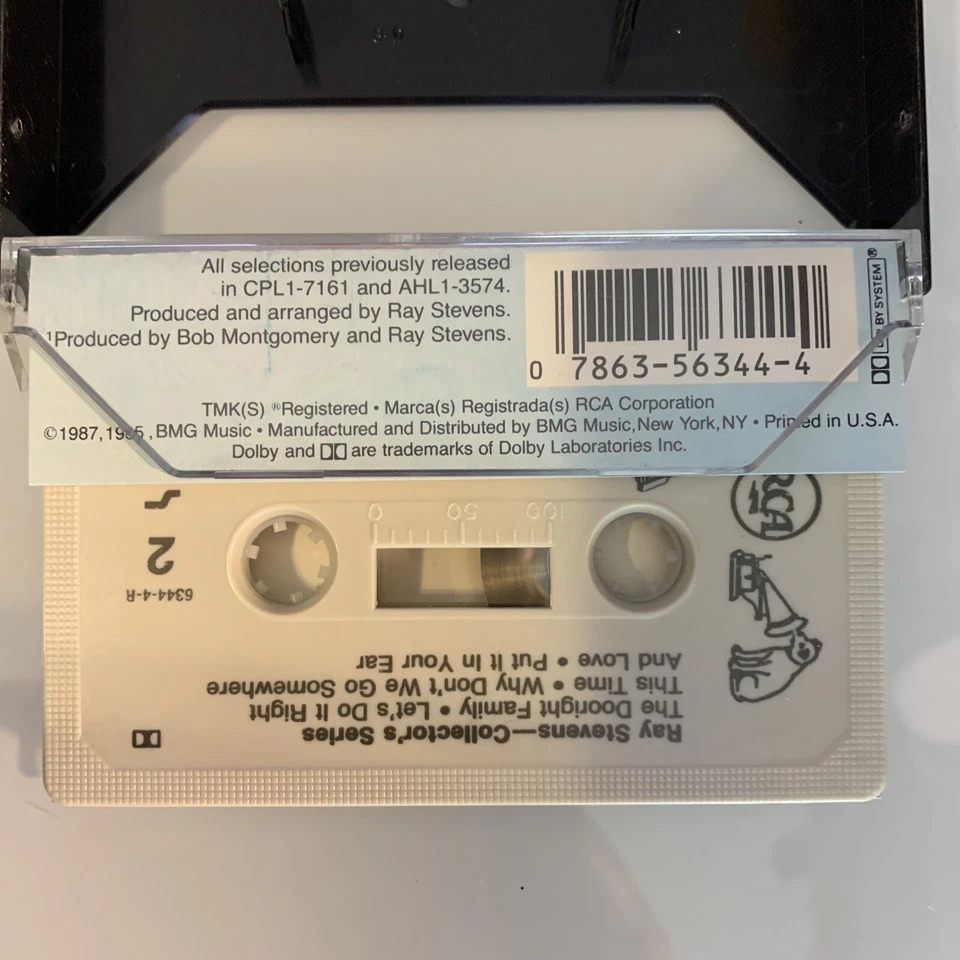 All selections previously released
in CPL1-7161 and AHL1-3574.
Produced and arranged by Ray Stevens.
¹Produced by Bob Montgomery and Ray Stevens.
0 7863-56344-4
BY SYSTEM®
TMK(S) ®Registered • Marca(s) Registrada(s) RCA Corporation
©1987, 1985, BMG Music • Manufactured and Distributed by BMG Music, New York, NY • Printed in U.S.A.
Dolby and are trademarks of Dolby Laboratories Inc.
Ray Stevens—Collector's Series
The Dooright Family • Let's Do It Right
This Time • Why Don't We Go Somewhere
And Love • Put It In Your Ear
6344-4-R
2
100 50 0
RCA